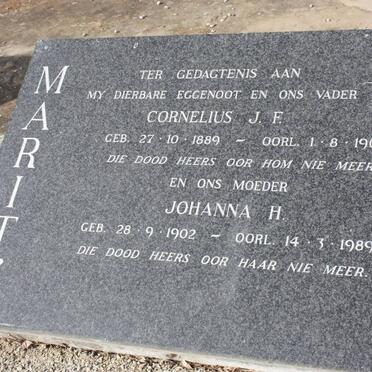 MARIT
TER GEDAGTENIS AAN
MY DIERBARE EGGENOOT EN ONS VADER
CORNELIUS J. F.
GEB. 27·10·1889 ~ OORL. 1·8·19
DIE DOOD HEERS OOR HOM NIE MEER
EN ONS MOEDER
JOHANNA H.
GEB. 28·9·1902 ~ OORL. 14·3·1989
DIE DOOD HEERS OOR HAAR NIE MEER.